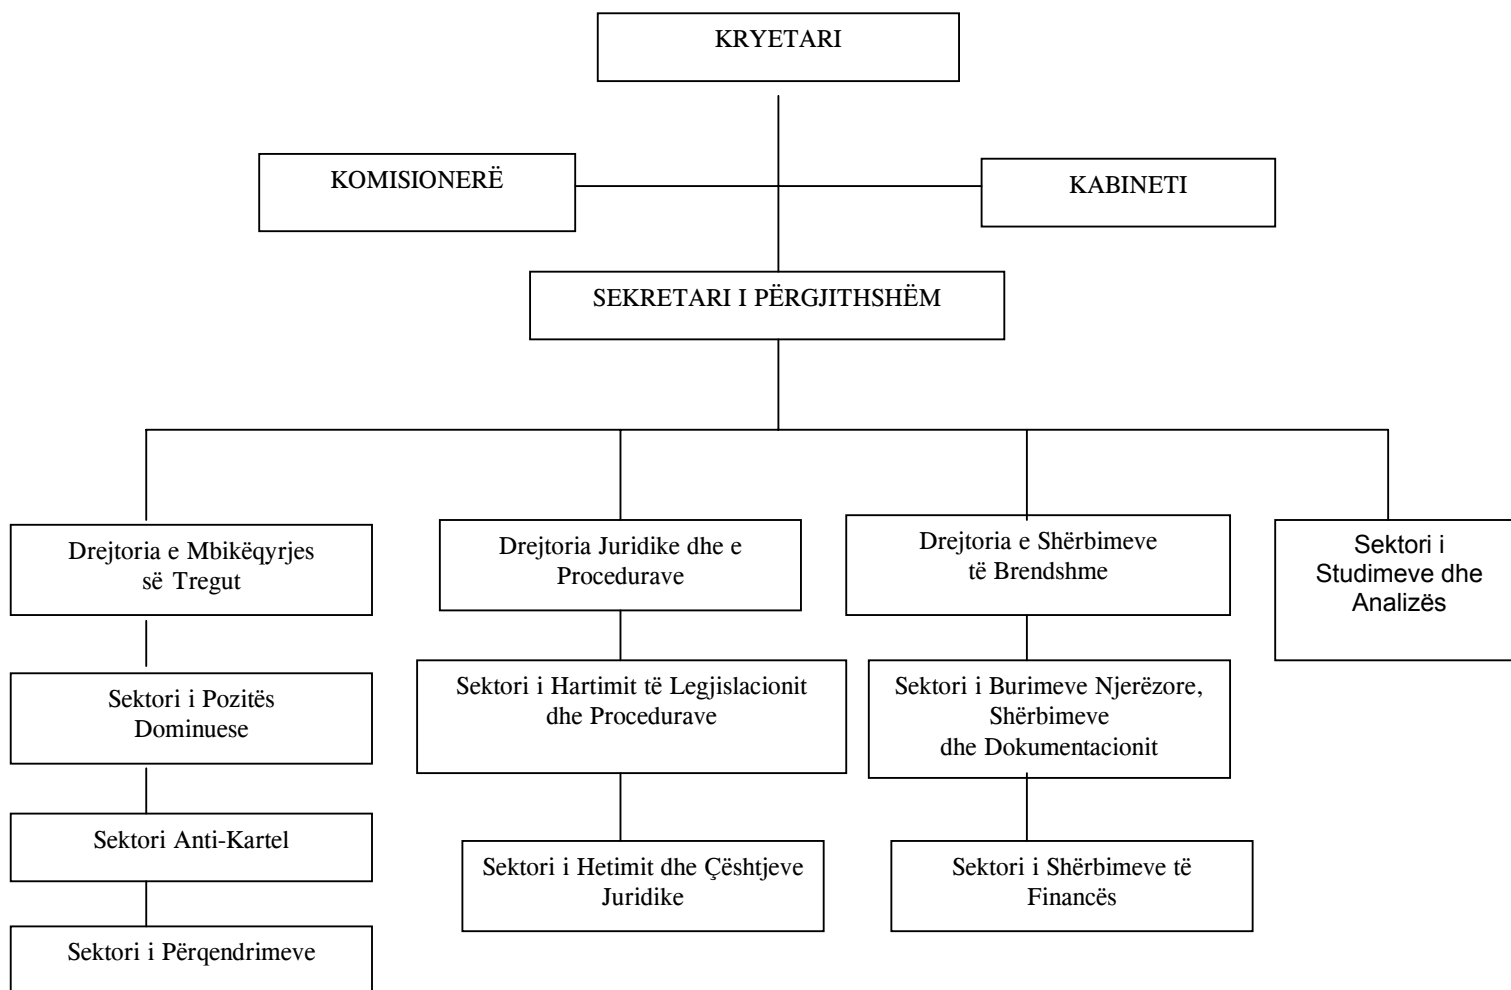 KRYETARI
KOMISIONERË
KABINETI
SEKRETARI I PËRGJITHSHËM
Drejtoria e Mbikëqyrjes
së Tregut
Drejtoria Juridike dhe e
Procedurave
Drejtoria e Shërbimeve
të Brendshme
Sektori i
Studimeve dhe
Analizës
Sektori i Pozitës
Dominuese
Sektori i Hartimit të Legjislacionit
dhe Procedurave
Sektori i Burimeve Njerëzore,
Shërbimeve
dhe Dokumentacionit
Sektori Anti-Kartel
Sektori i Hetimit dhe Çështjeve
Juridike
Sektori i Shërbimeve të
Financës
Sektori i Përqendrimeve